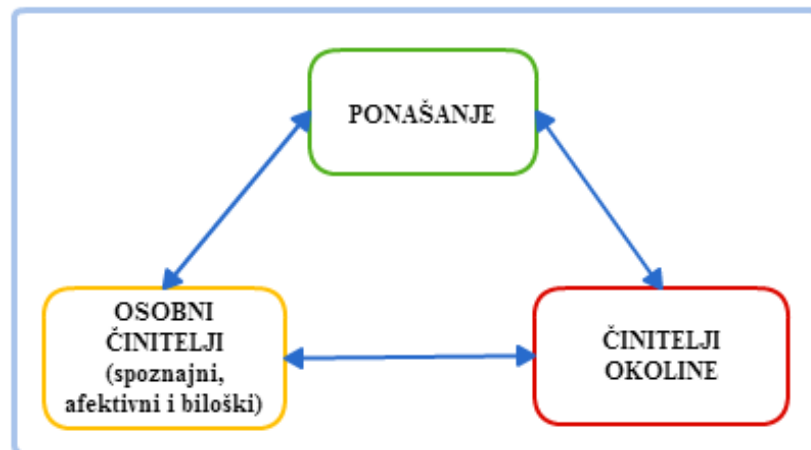 PONAŠANJE
OSOBNI
ČINITELJI
(spoznajni,
afektivni i biloški)
ČINITELJI
OKOLINE